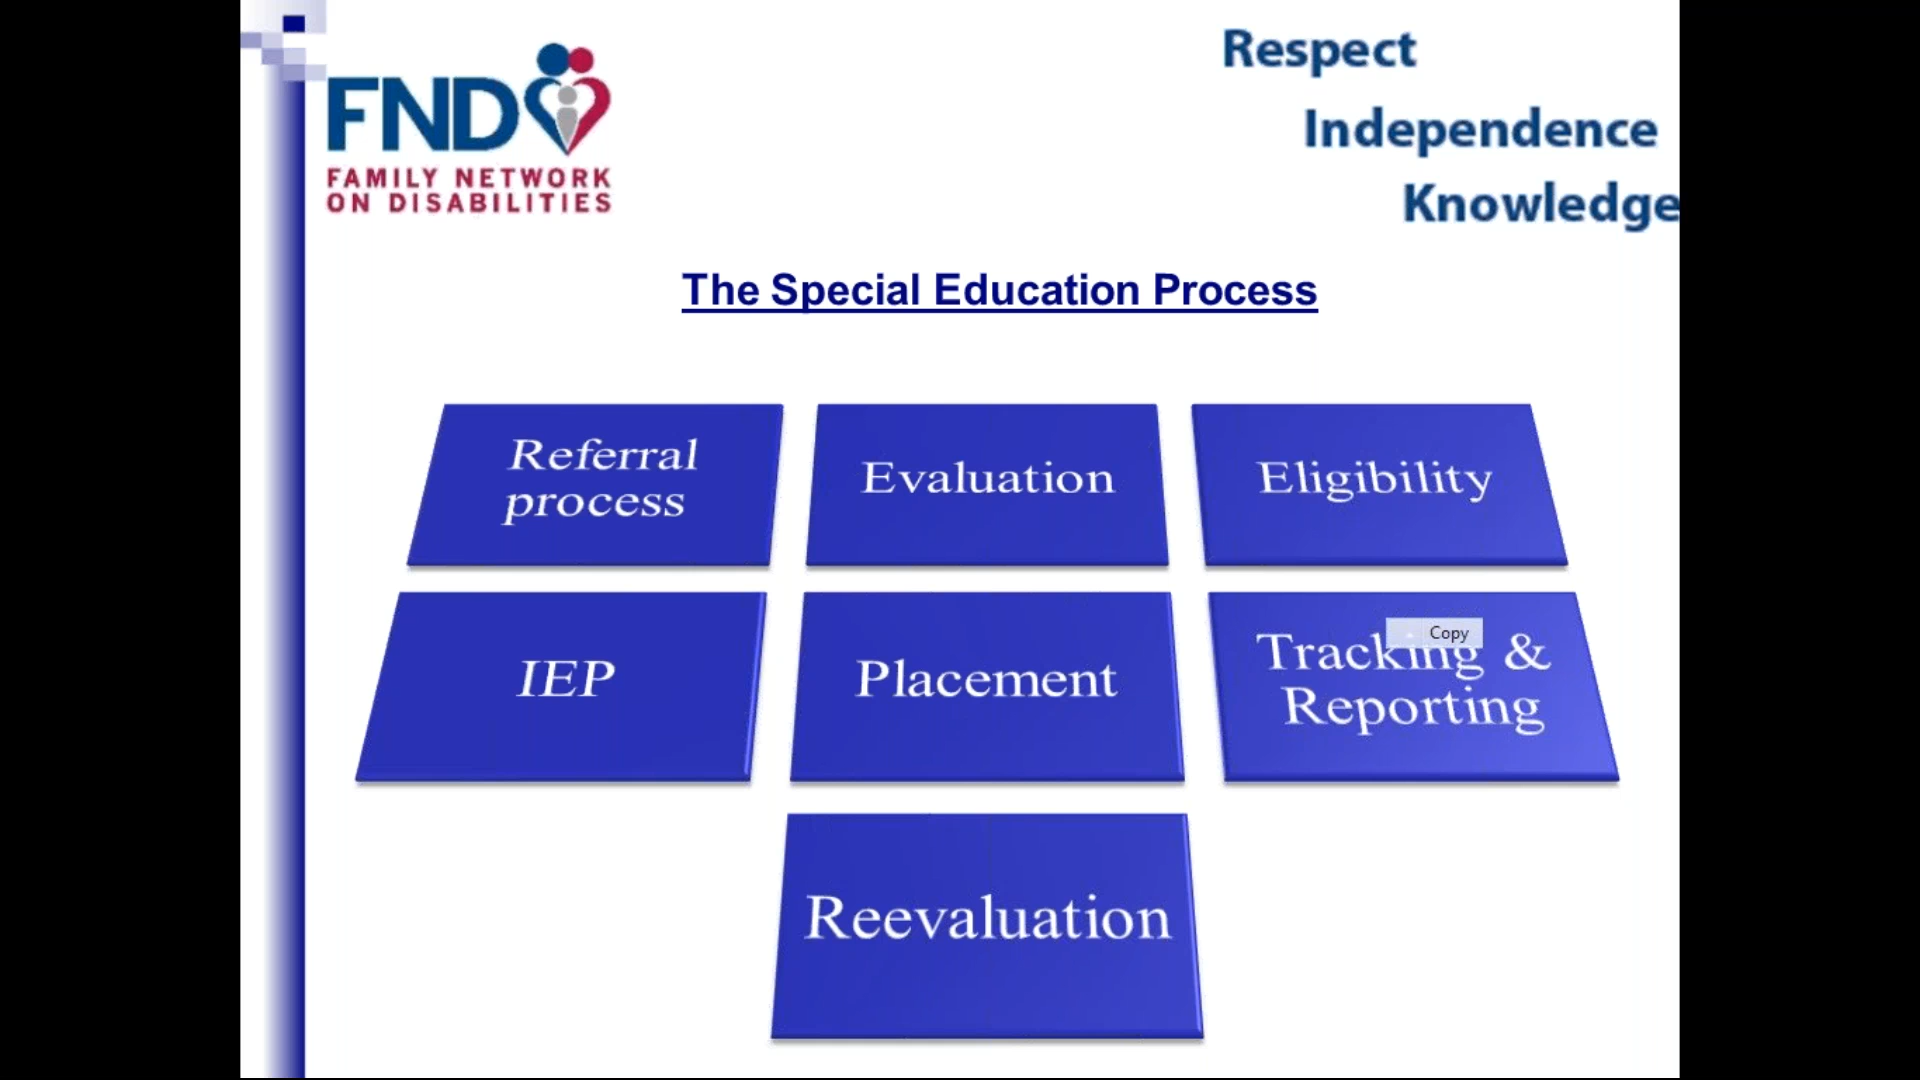 FND
FAMILY NETWORK
ON DISABILITIES
Respect
Independence
Knowledge
The Special Education Process
Referral
process
Evaluation
Eligibility
IEP
Placement
Tracking &
Reporting
Copy
Reevaluation